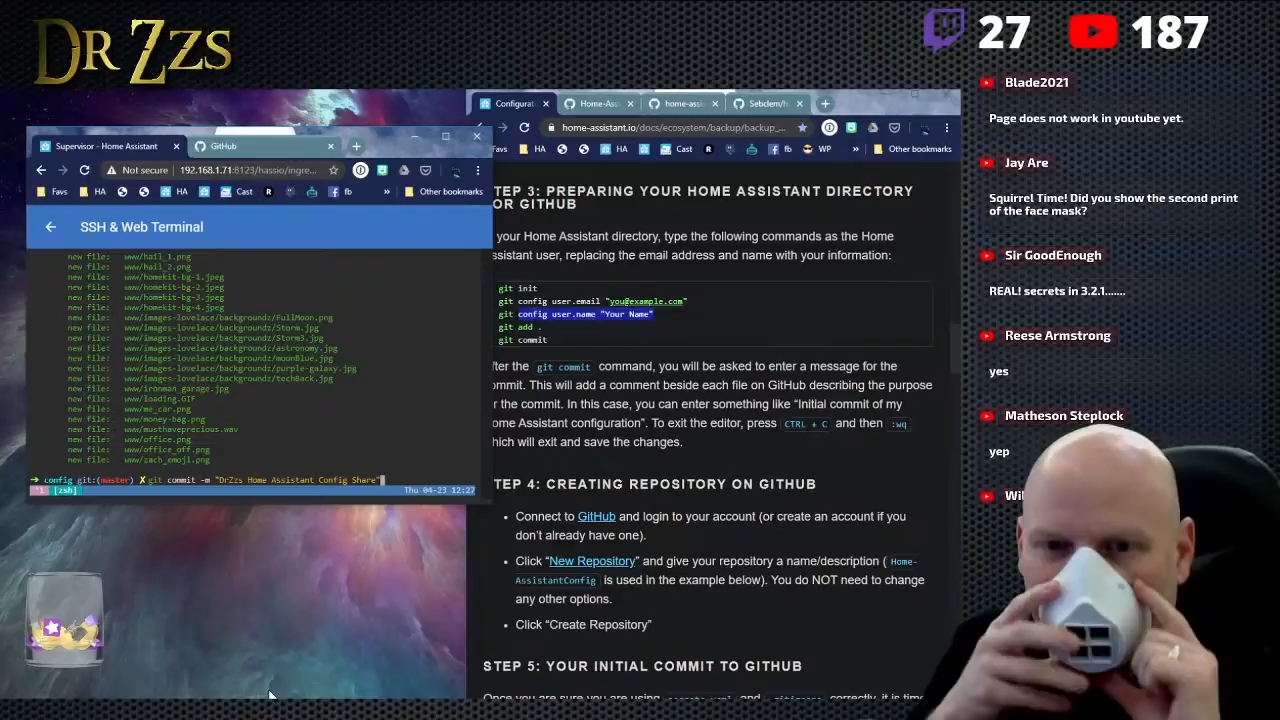 DR ZZS
27
187
Supervisor - Home Assistant
GitHub
Not secure
192.168.1.71:8123/hassio/ingre...
Favs
HA
HA
Cast
fb
Other bookmarks
SSH & Web Terminal
new file: www/hail_1.png
new file: www/hail_2.png
new file: www/homekit-bg-1.jpeg
new file: www/homekit-bg-2.jpeg
new file: www/homekit-bg-3.jpeg
new file: www/homekit-bg-4.jpeg
new file: www/images-lovelace/backgroundz/FullMoon.png
new file: www/images-lovelace/backgroundz/Storm.jpg
new file: www/images-lovelace/backgroundz/Storm3.jpg
new file: www/images-lovelace/backgroundz/astronomy.jpg
new file: www/images-lovelace/backgroundz/moonBlue.jpg
new file: www/images-lovelace/backgroundz/purple-galaxy.jpg
new file: www/images-lovelace/backgroundz/techBack.jpg
new file: www/ironman_garage.jpg
new file: www/loading.GIF
new file: www/me_car.png
new file: www/money-bag.png
new file: www/musthaveprecious.wav
new file: www/office.png
new file: www/office_off.png
new file: www/zach_emoji.png
➜ config git:(master) ✗ git commit -m "DrZzs Home Assistant Config Share"
[zsh]
Thu 04-23 12:27
Configurat
Home-Ass
home-assi
Sebclem/h
home-assistant.io/docs/ecosystem/backup/backup_...
HA
HA
Cast
fb
WP
Other bookmarks
TEP 3: PREPARING YOUR HOME ASSISTANT DIRECTORY
OR GITHUB
your Home Assistant directory, type the following commands as the Home
ssistant user, replacing the email address and name with your information:
git init
git config user.email "you@example.com"
git config user.name "Your Name"
git add .
git commit
fter the git commit command, you will be asked to enter a message for the
ommit. This will add a comment beside each file on GitHub describing the purpose
r the commit. In this case, you can enter something like “Initial commit of my
ome Assistant configuration”. To exit the editor, press CTRL + C and then :wq
hich will exit and save the changes.
STEP 4: CREATING REPOSITORY ON GITHUB
• Connect to GitHub and login to your account (or create an account if you
don’t already have one).
• Click “New Repository” and give your repository a name/description ( Home-
AssistantConfig is used in the example below). You do NOT need to change
any other options.
• Click “Create Repository”
STEP 5: YOUR INITIAL COMMIT TO GITHUB
Once you are sure you are using secrets.yaml and .gitignore correctly, it is time
Blade2021
Page does not work in youtube yet.
Jay Are
Squirrel Time! Did you show the second print
of the face mask?
Sir GoodEnough
REAL! secrets in 3.2.1.......
Reese Armstrong
yes
Matheson Steplock
yep